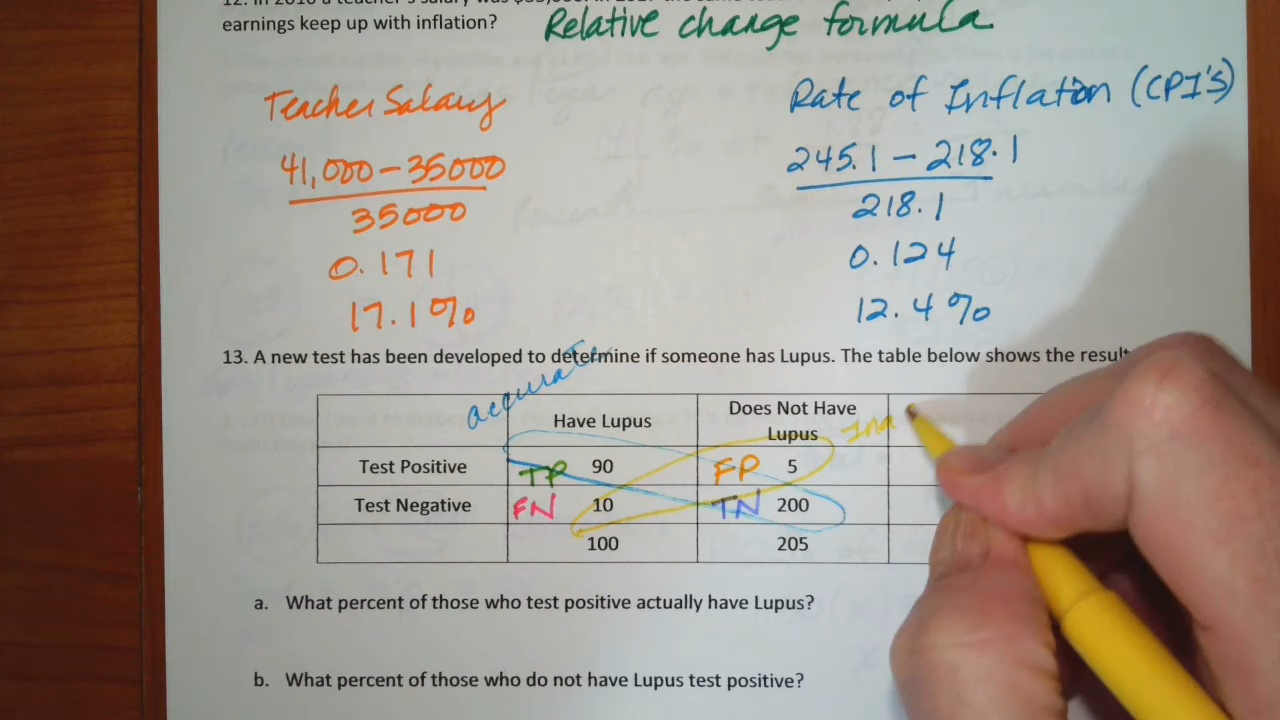 earnings keep up with inflation? Relative change formula
Teacher Salary
41,000 - 35000
35000
0.171
17.1%
Rate of Inflation (CPI's)
245.1 - 218.1
218.1
0.124
12.4%
13. A new test has been developed to determine if someone has Lupus. The table below shows the result
accurate
Have Lupus
Does Not Have
Lupus
Ina
Test Positive TP 90 FP 5
Test Negative FN 10 TN 200
100 205
a. What percent of those who test positive actually have Lupus?
b. What percent of those who do not have Lupus test positive?